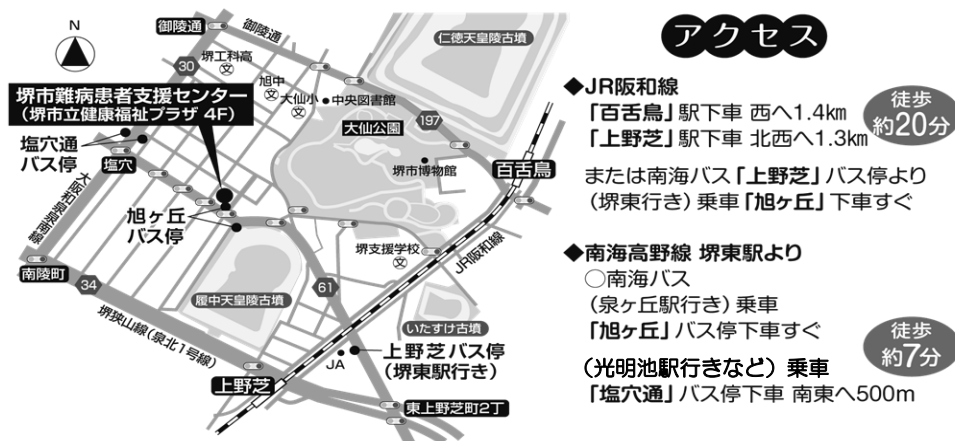 N
御陵通
御陵通
30
堺工科高
文
旭中
文
大仙小
文
中央図書館
仁徳天皇陵古墳
大仙公園
197
堺市博物館
百舌鳥
堺市難病患者支援センター
(堺市立健康福祉プラザ 4F)
塩穴通
バス停
塩穴
大阪和泉泉南線
旭ヶ丘
バス停
堺支援学校
文
JR阪和線
南陵町
34
履中天皇陵古墳
61
いたすけ古墳
堺狭山線(泉北1号線)
JA
上野芝バス停
(堺東駅行き)
上野芝
東上野芝町2丁
アクセス
◆JR阪和線
「百舌鳥」駅下車 西へ1.4km
「上野芝」駅下車 北西へ1.3km
徒歩
約20分
または南海バス「上野芝」バス停より
(堺東行き)乗車「旭ヶ丘」下車すぐ
◆南海高野線 堺東駅より
○南海バス
(泉ヶ丘駅行き)乗車
「旭ヶ丘」バス停下車すぐ
(光明池駅行きなど)乗車
「塩穴通」バス停下車 南東へ500m
徒歩
約7分